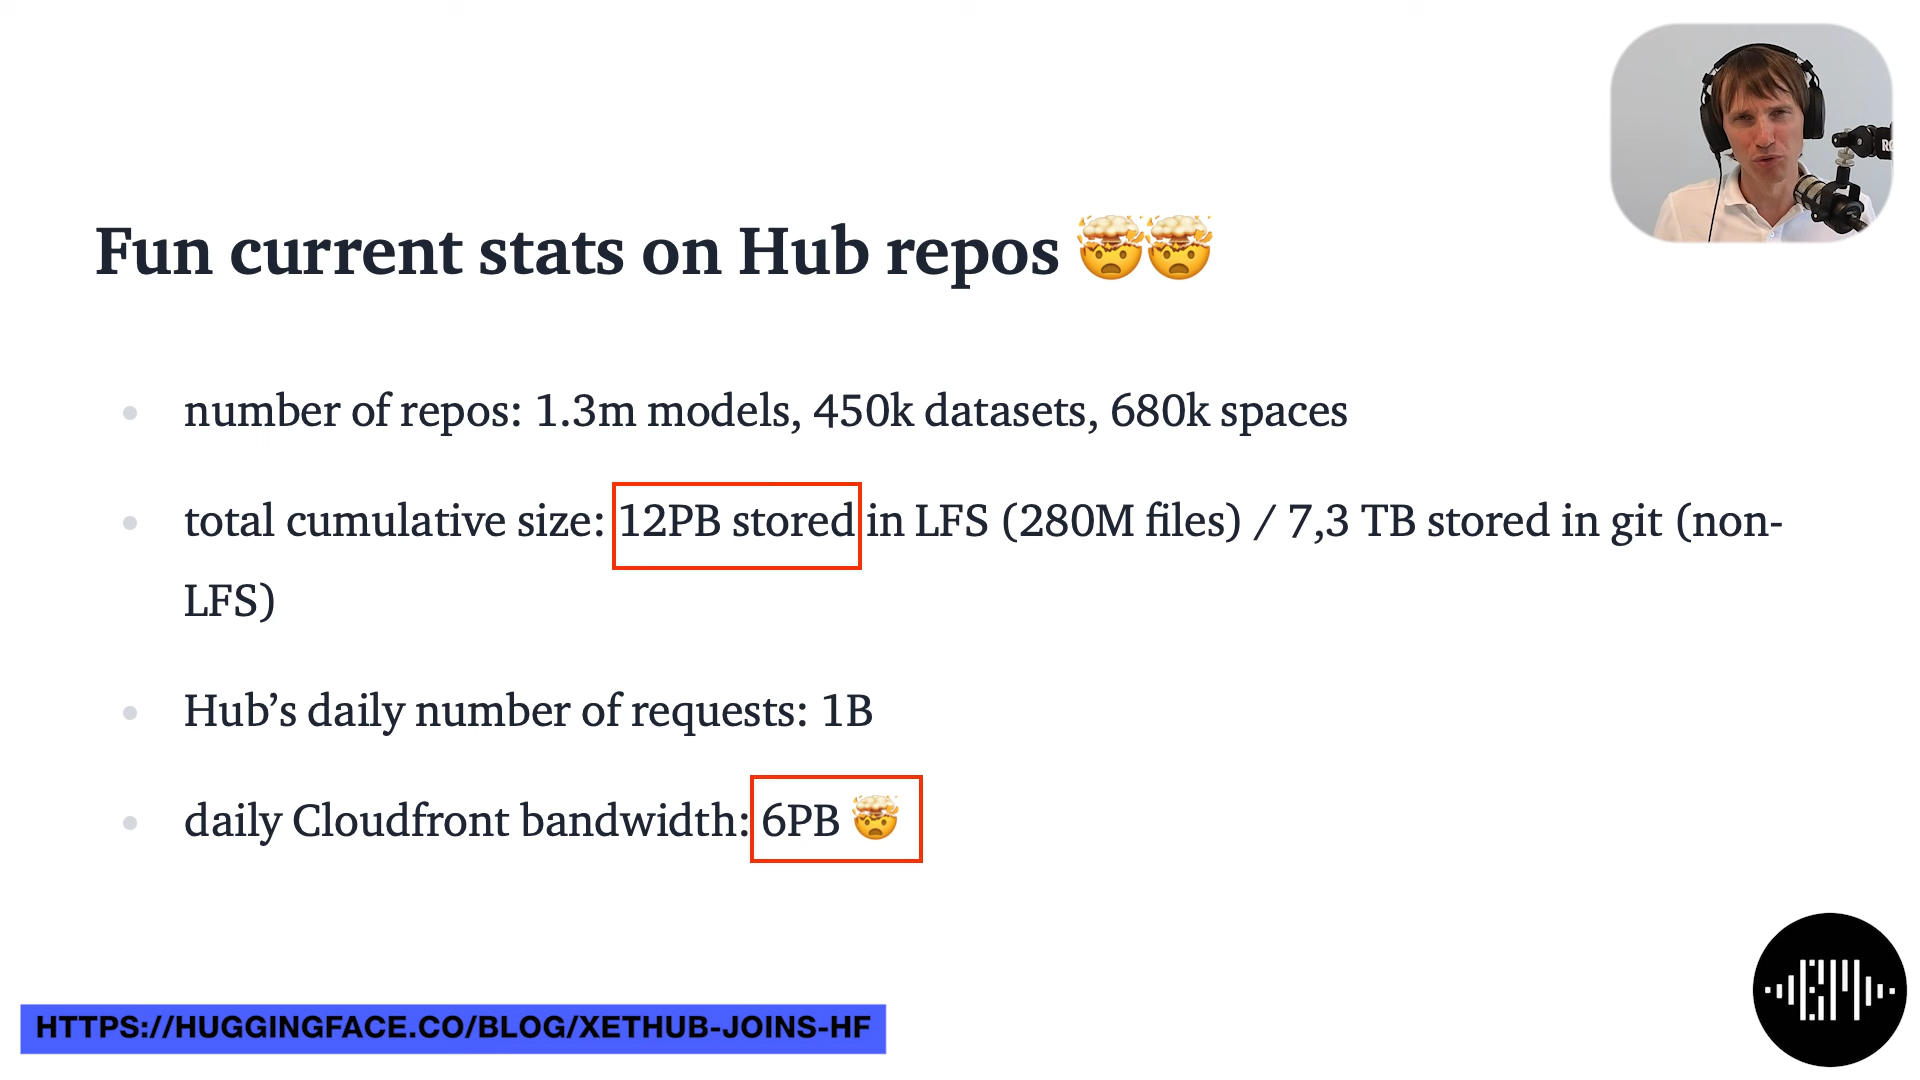 Fun current stats on Hub repos 🤯🤯
number of repos: 1.3m models, 450k datasets, 680k spaces
total cumulative size: 12PB stored in LFS (280M files) / 7,3 TB stored in git (non-
LFS)
Hub’s daily number of requests: 1B
daily Cloudfront bandwidth: 6PB 🤯
HTTPS://HUGGINGFACE.CO/BLOG/XETHUB-JOINS-HF